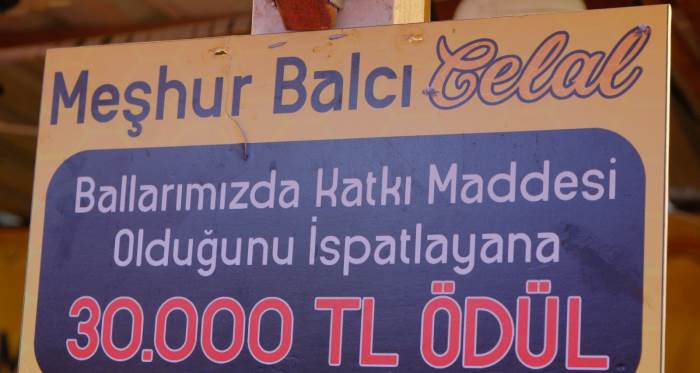 Meşhur Balcı Celal
Ballarımızda Katkı Maddesi
Olduğunu İspatlayana
30.000 TL ÖDÜL